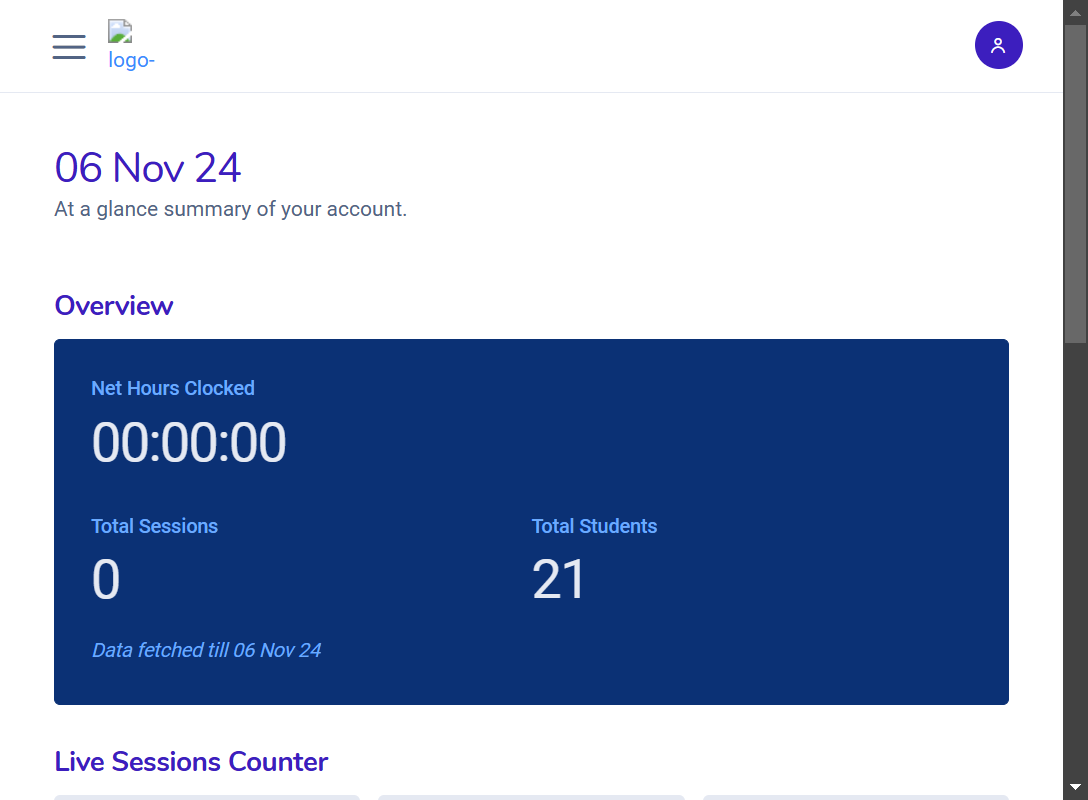 logo-
06 Nov 24
At a glance summary of your account.
Overview
Net Hours Clocked
00:00:00
Total Sessions
Total Students
0
21
Data fetched till 06 Nov 24
Live Sessions Counter